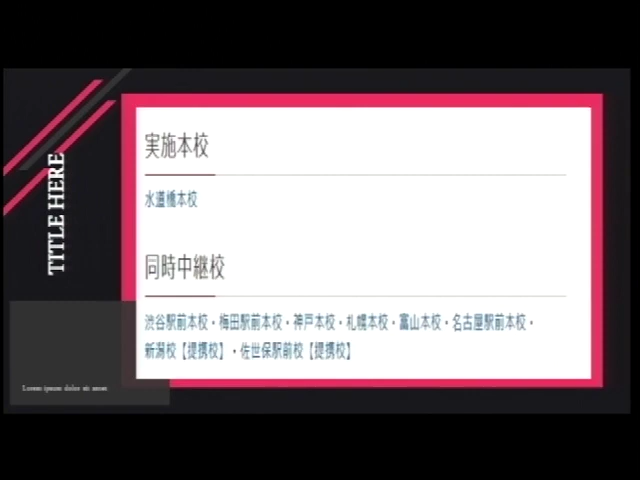 TITLE HERE
実施本校
水道橋本校
同時中継校
渋谷駅前本校・梅田駅前本校・神戸本校・札幌本校・富山本校・名古屋駅前本校・
新潟校【提携校】・佐世保駅前校【提携校】
Lorem ipsum dolor sit amet